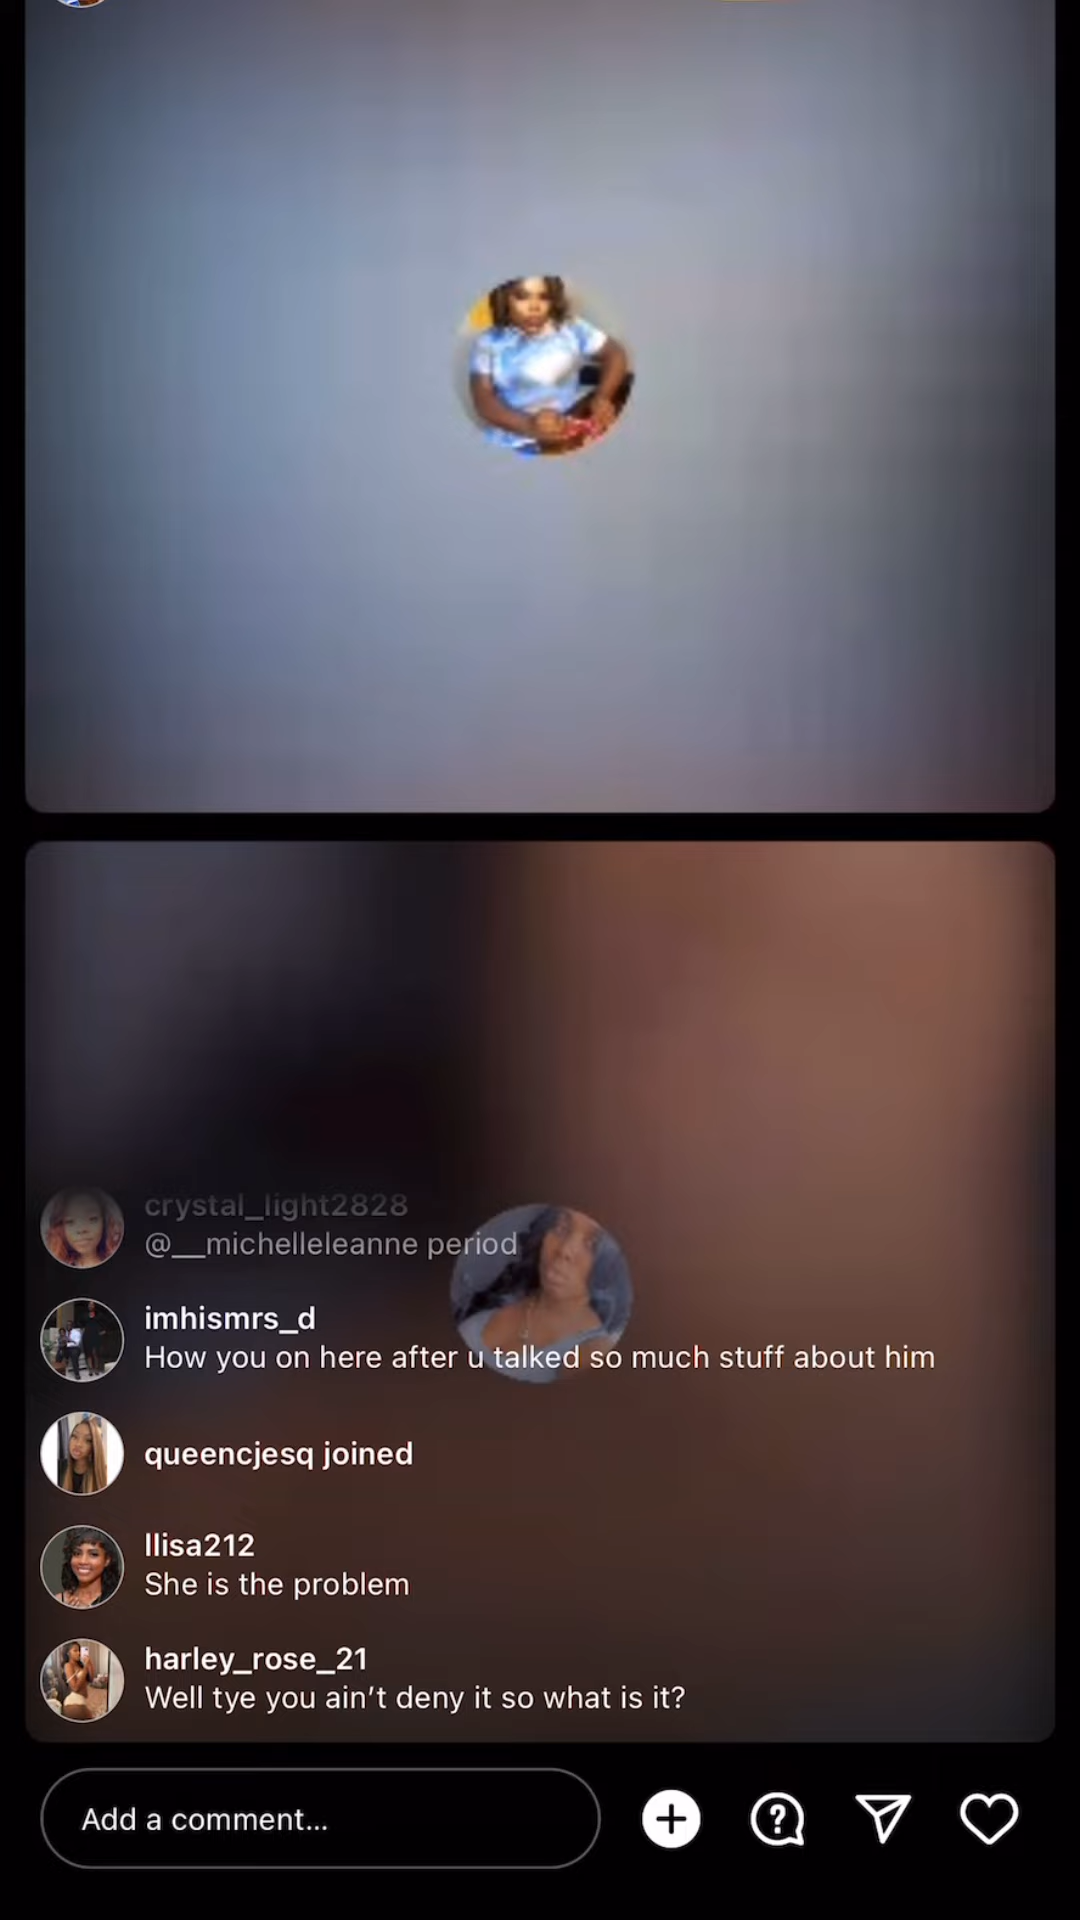 crystal_light2828
@__michelleleanne period
imhismrs_d
How you on here after u talked so much stuff about him
queencjesq joined
llisa212
She is the problem
harley_rose_21
Well tye you ain’t deny it so what is it?
Add a comment...